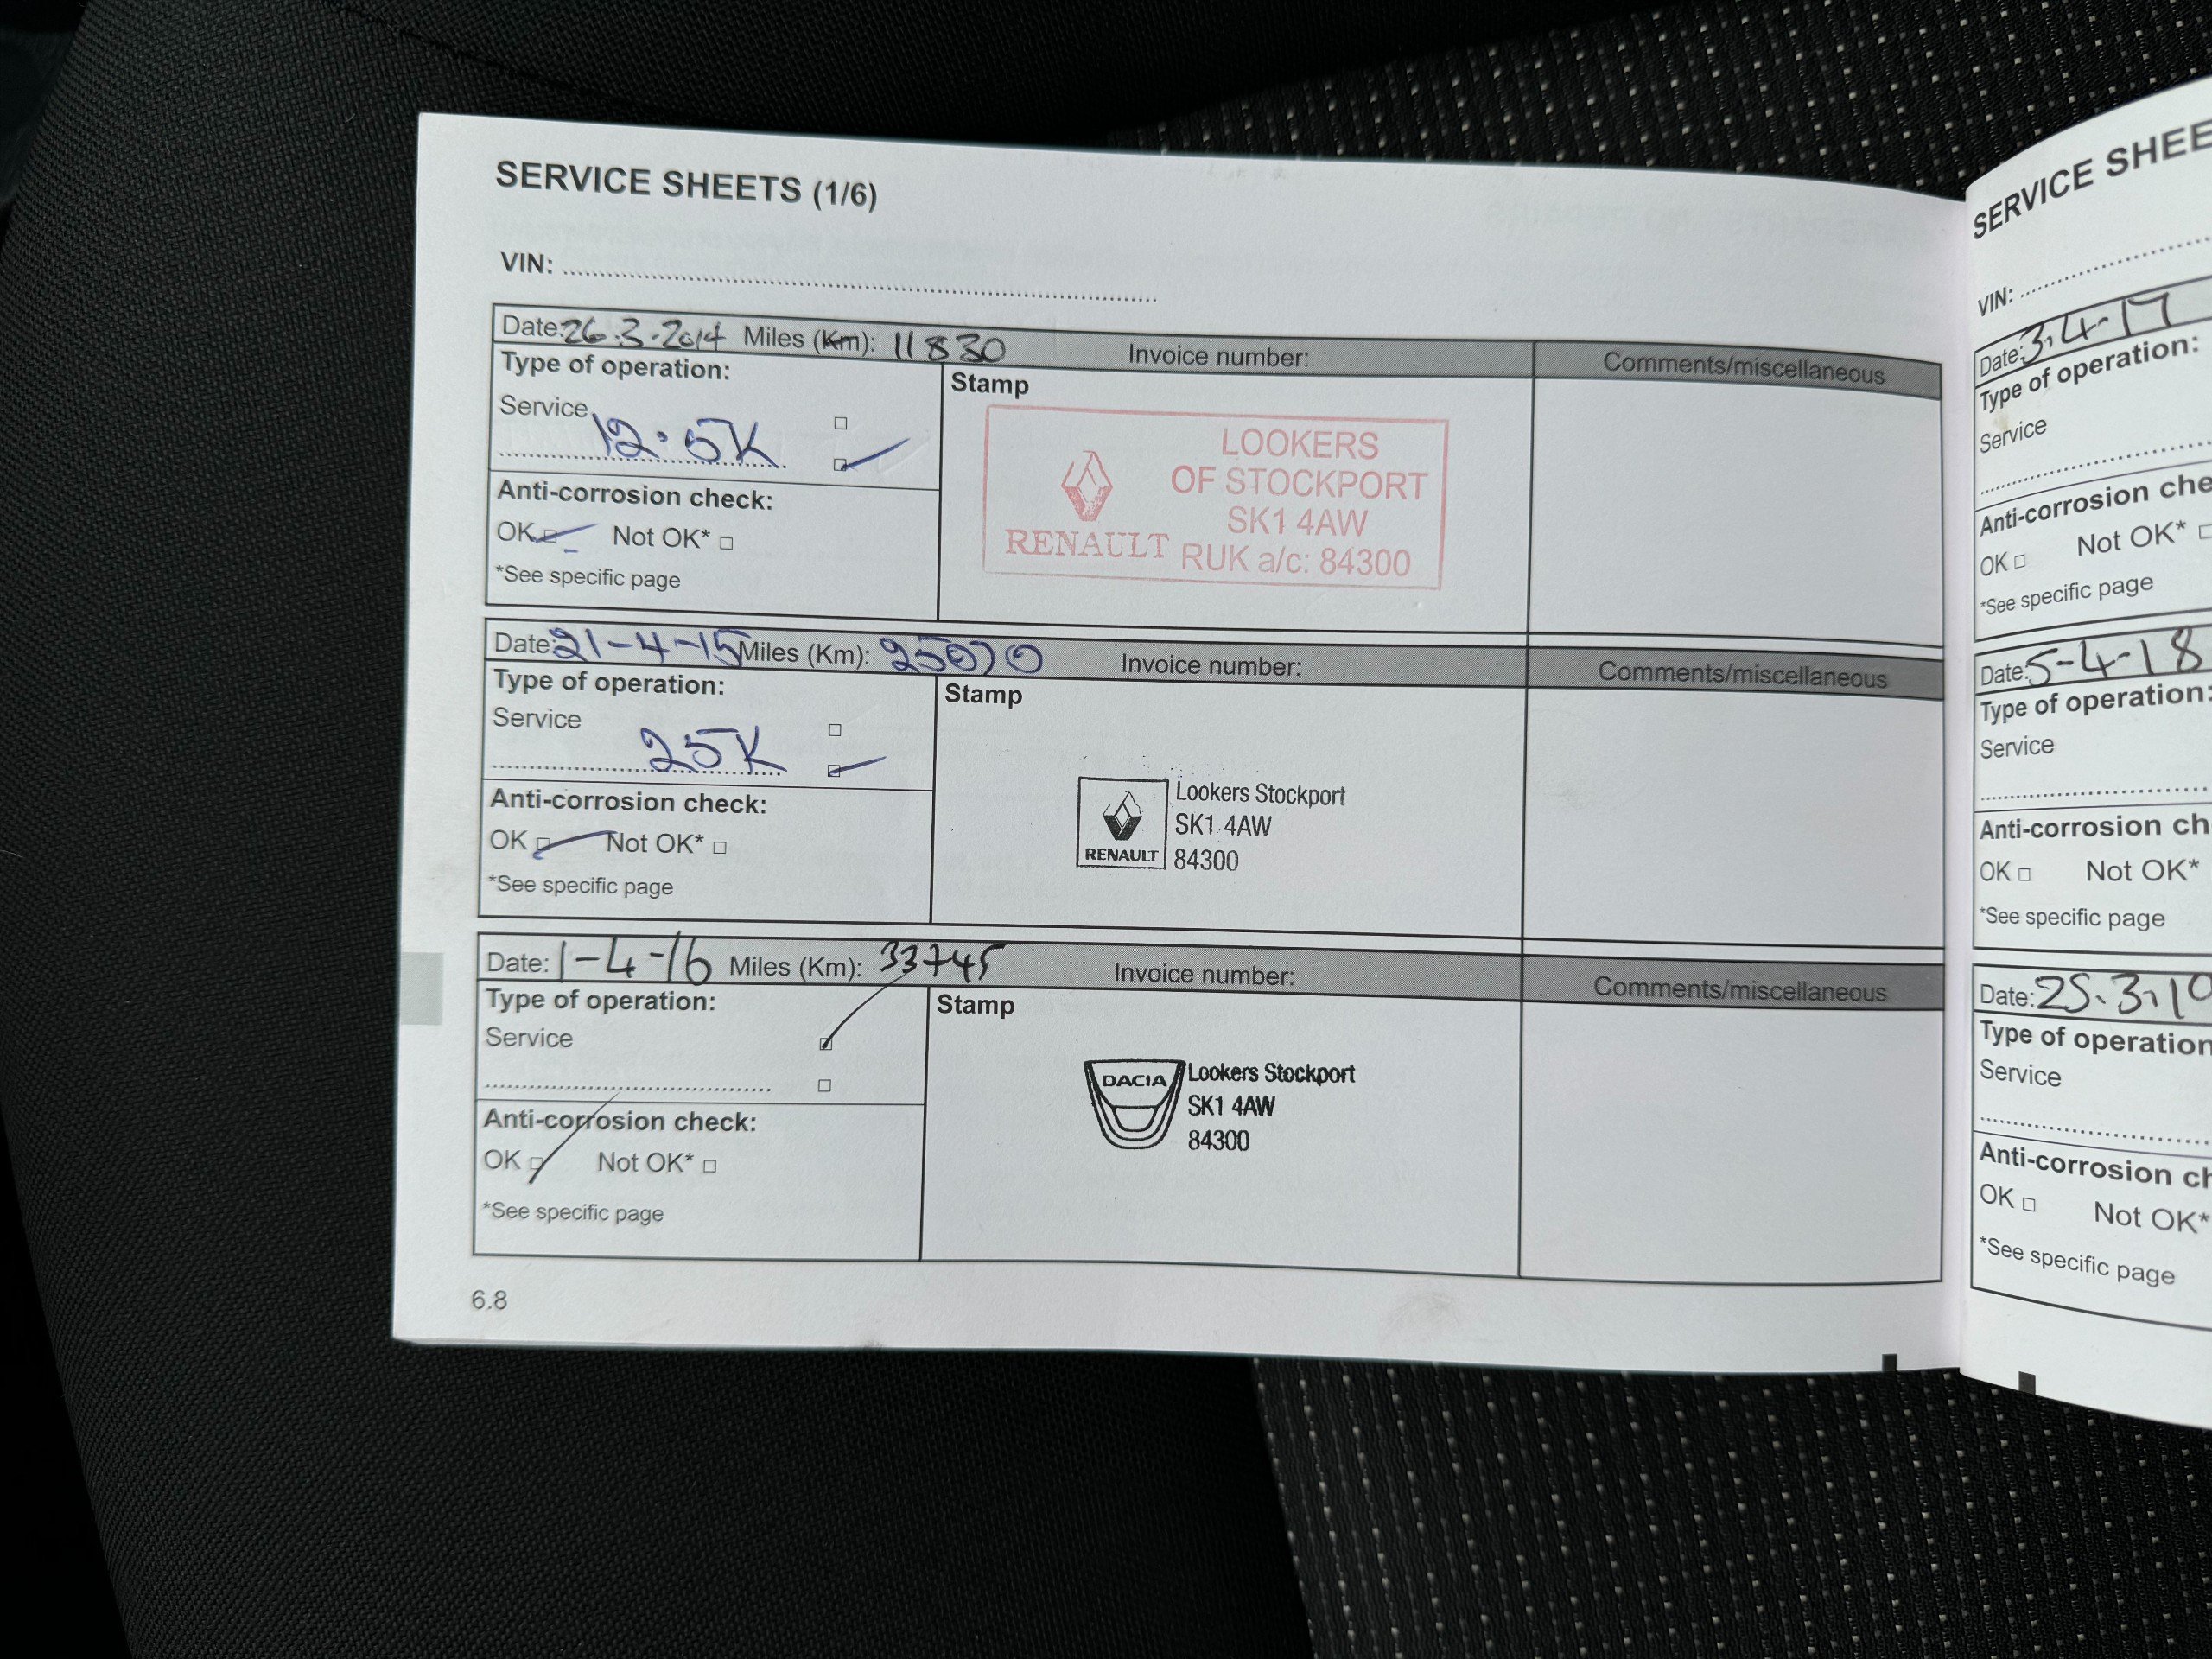 SERVICE SHEETS (1/6)
VIN:
Date: 26.3.2014 Miles (Km): 11830 Invoice number: Comments/miscellaneous
Type of operation:
Service
12.5K
Anti-corrosion check:
OK Not OK*
*See specific page
Stamp
LOOKERS
OF STOCKPORT
SK1 4AW
RENAULT RUK a/c: 84300
Date: 21-4-15 Miles (Km): 25070 Invoice number: Comments/miscellaneous
Type of operation:
Service
25K
Anti-corrosion check:
OK Not OK*
*See specific page
Stamp
Lookers Stockport
SK1 4AW
RENAULT 84300
Date: 1-4-16 Miles (Km): 33745 Invoice number: Comments/miscellaneous
Type of operation:
Service
Anti-corrosion check:
OK Not OK*
*See specific page
Stamp
DACIA Lookers Stockport
SK1 4AW
84300
6.8
SERVICE SHEE
VIN:
Date: 3.4-17
Type of operation:
Service
Anti-corrosion che
OK Not OK*
*See specific page
Date: 5-4-18
Type of operation:
Service
Anti-corrosion ch
OK Not OK*
*See specific page
Date: 25.3.19
Type of operation
Service
Anti-corrosion ch
OK Not OK*
*See specific page